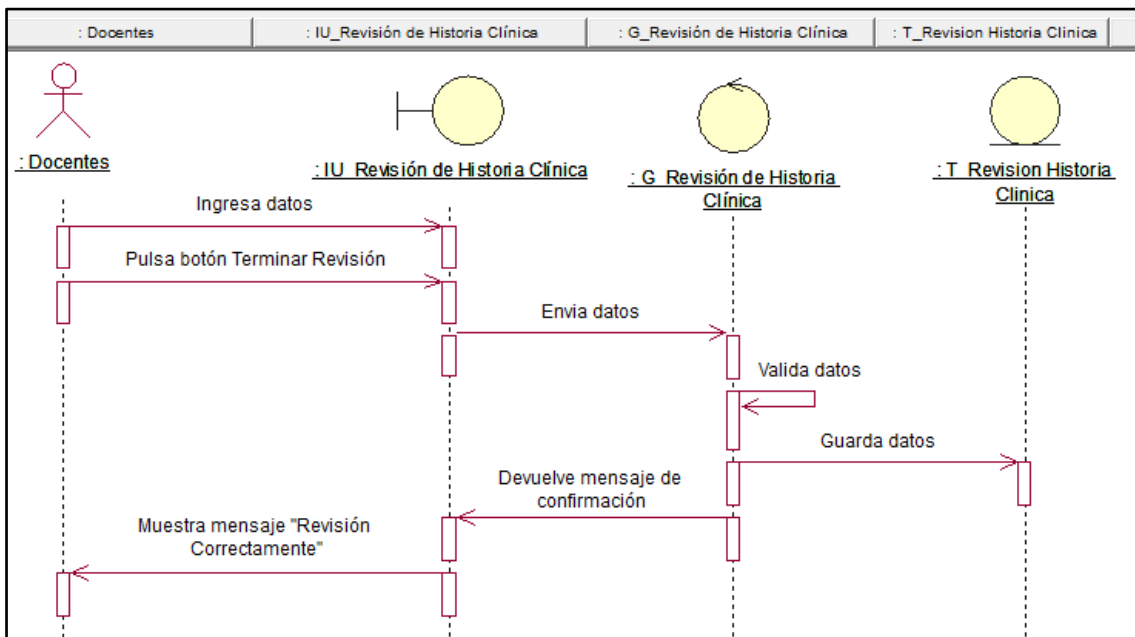 : Docentes
: IU_Revisión de Historia Clínica
: G_Revisión de Historia Clínica
: T_Revision Historia Clinica
: Docentes
: IU_Revisión de Historia Clínica
: G_Revisión de Historia
Clínica
: T_Revision Historia
Clinica
Ingresa datos
Pulsa botón Terminar Revisión
Envia datos
Valida datos
Guarda datos
Devuelve mensaje de
confirmación
Muestra mensaje "Revisión
Correctamente"